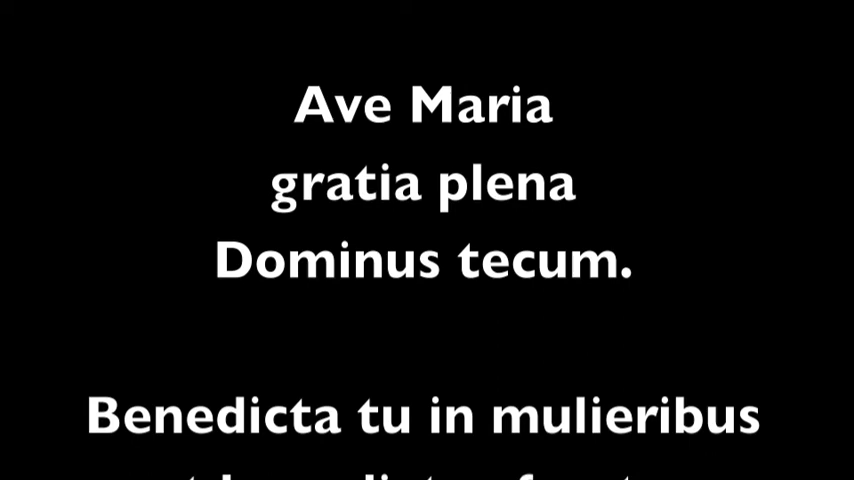 Ave Maria
gratia plena
Dominus tecum.
Benedicta tu in mulieribus